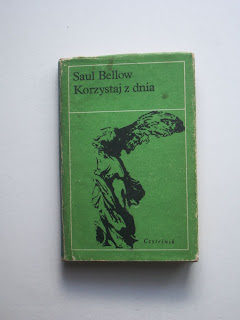 Saul Bellow
Korzystaj z dnia
Czytelnik